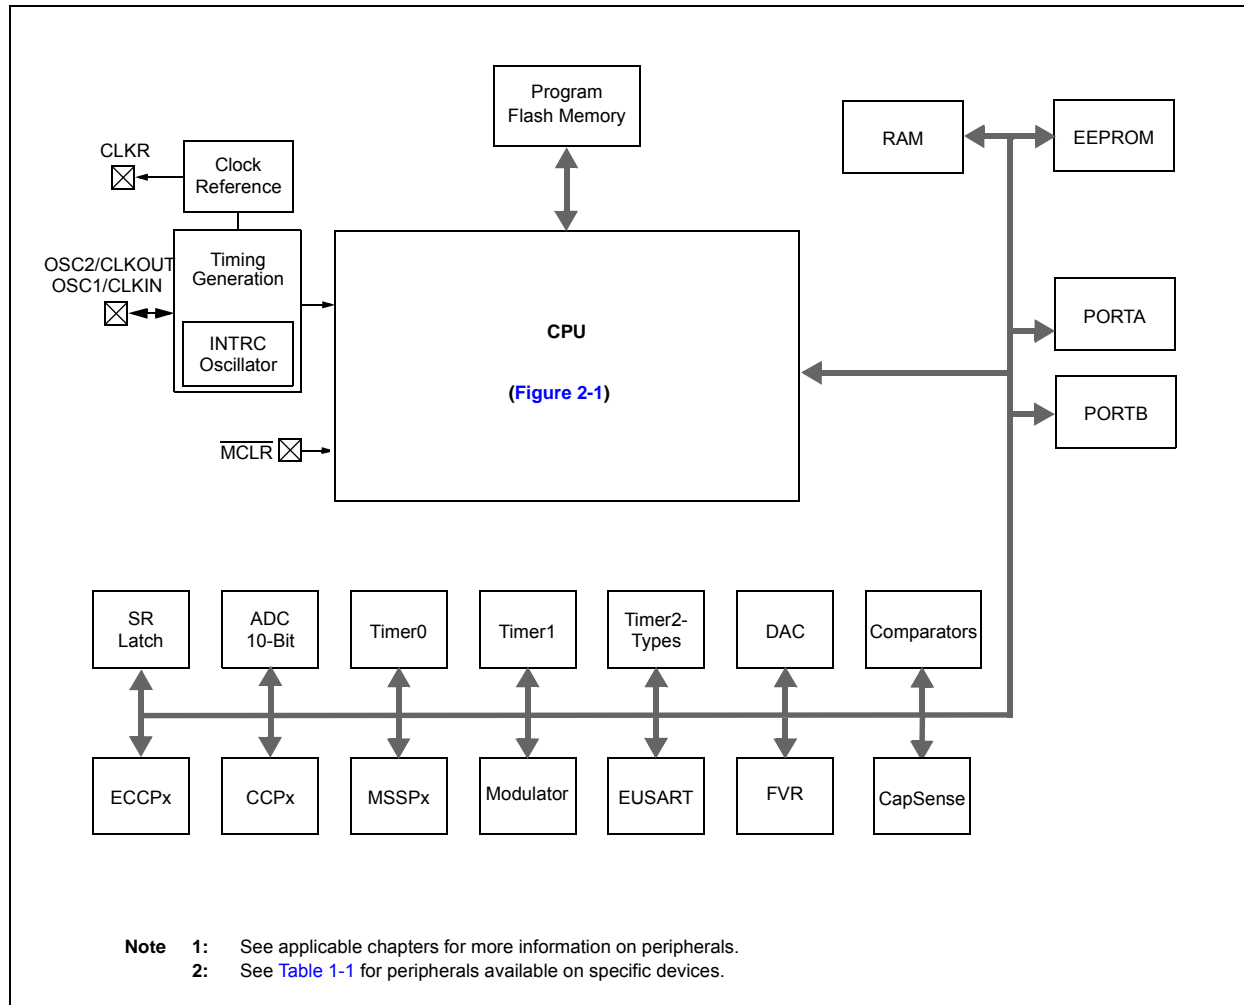 Program
Flash Memory
RAM
EEPROM
CLKR
Clock
Reference
OSC2/CLKOUT
OSC1/CLKIN
Timing
Generation
INTRC
Oscillator
MCLR
CPU
(Figure 2-1)
PORTA
PORTB
SR
Latch
ADC
10-Bit
Timer0
Timer1
Timer2-
Types
DAC
Comparators
ECCPx
CCPx
MSSPx
Modulator
EUSART
FVR
CapSense
Note 1: See applicable chapters for more information on peripherals.
2: See Table 1-1 for peripherals available on specific devices.